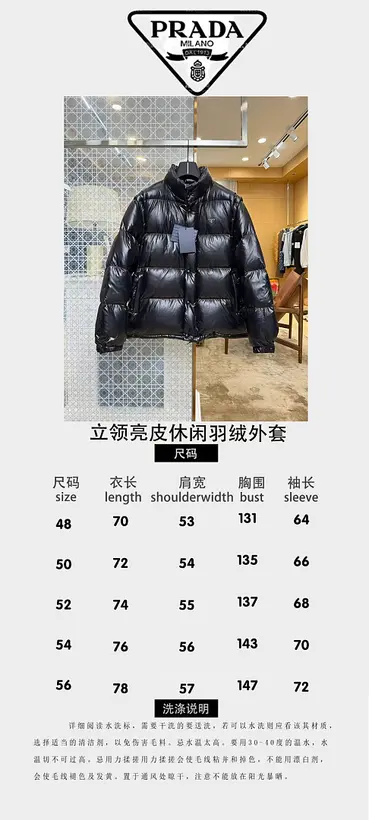 PRADA
MILANO
DAL 1913
立领亮皮休闲羽绒外套
尺码
尺码 衣长 肩宽 胸围 袖长
size length shoulderwidth bust sleeve
48 70 53 131 64
50 72 54 135 66
52 74 55 137 68
54 76 56 143 70
56 78 57 147 72
洗涤说明
详细阅读水洗标，需要干洗的要送洗，若可以水洗则应看该其材质，
选择适当的清洁剂，以免伤害毛料。总水温太高。要用30-40度的温水，水
温切不可过高，总用力揉搓用力揉搓会使毛线粘并和掉色，不能用漂白剂，
会使毛线褪色及发黄。置于通风处晾干，注意不能放在阳光暴晒。